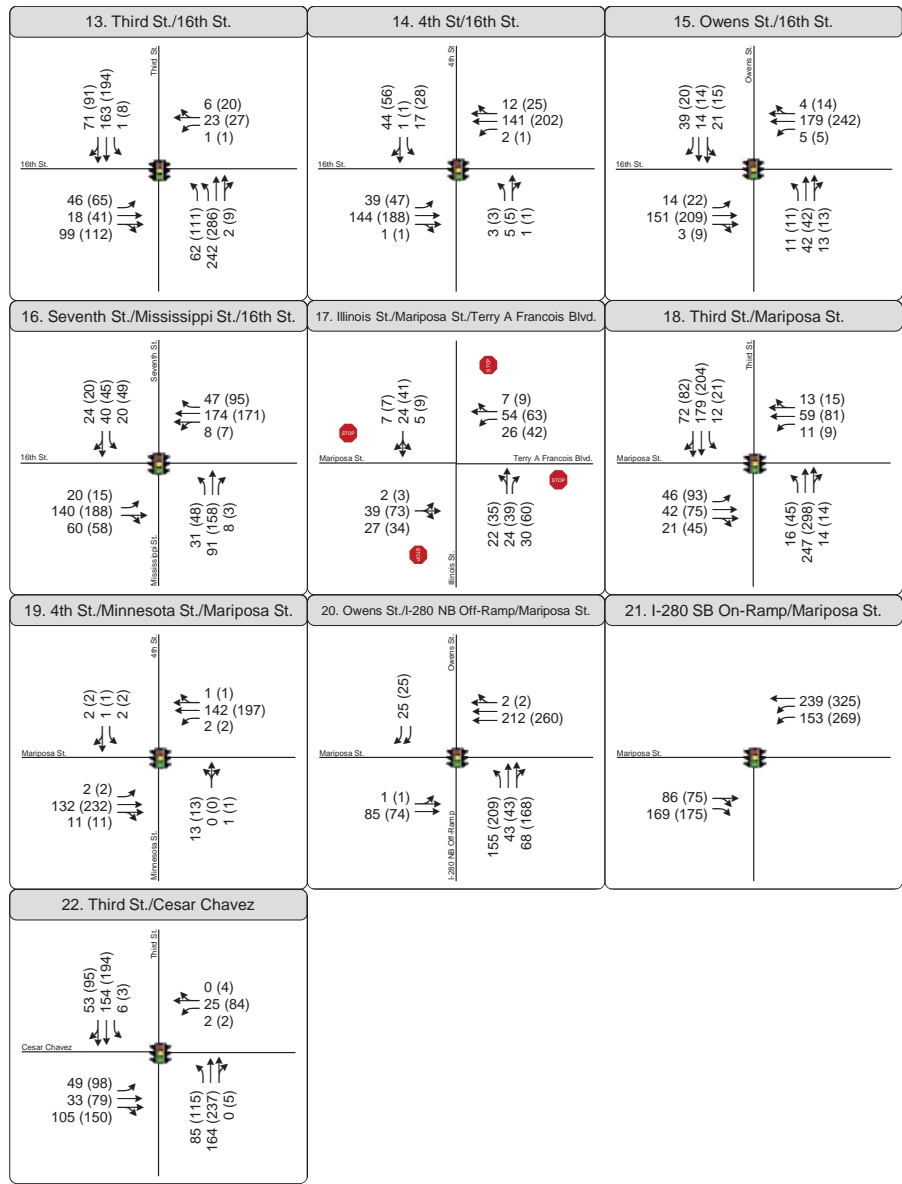 13. Third St./16th St.
Third St.
71 (91)
163 (194)
1 (8)
6 (20)
23 (27)
1 (1)
16th St.
46 (65)
18 (41)
99 (112)
62 (111)
242 (286)
2 (9)
14. 4th St/16th St.
4th St.
44 (56)
1 (1)
17 (28)
12 (25)
141 (202)
2 (1)
16th St.
39 (47)
144 (188)
1 (1)
3 (3)
5 (5)
1 (1)
15. Owens St./16th St.
Owens St.
39 (20)
14 (14)
21 (15)
4 (14)
179 (242)
5 (5)
16th St.
14 (22)
151 (209)
3 (9)
11 (11)
42 (42)
13 (13)
16. Seventh St./Mississippi St./16th St.
Seventh St.
24 (20)
40 (45)
20 (49)
47 (95)
174 (171)
8 (7)
16th St.
20 (15)
140 (188)
60 (58)
31 (48)
91 (158)
8 (3)
Mississippi St.
17. Illinois St./Mariposa St./Terry A Francois Blvd.
STOP
7 (7)
24 (41)
5 (9)
7 (9)
54 (63)
26 (42)
STOP
Mariposa St.
Terry A Francois Blvd.
STOP
2 (3)
39 (73)
27 (34)
22 (35)
24 (39)
30 (60)
STOP
Illinois St.
18. Third St./Mariposa St.
Third St.
72 (82)
179 (204)
12 (21)
13 (15)
59 (81)
11 (9)
Mariposa St.
46 (93)
42 (75)
21 (45)
16 (45)
247 (298)
14 (14)
19. 4th St./Minnesota St./Mariposa St.
4th St.
2 (2)
1 (1)
2 (2)
1 (1)
142 (197)
2 (2)
Mariposa St.
2 (2)
132 (232)
11 (11)
13 (13)
0 (0)
1 (1)
Minnesota St.
20. Owens St./I-280 NB Off-Ramp/Mariposa St.
Owens St.
25 (25)
2 (2)
212 (260)
Mariposa St.
1 (1)
85 (74)
155 (209)
43 (43)
68 (168)
I-280 NB Off-Ramp
21. I-280 SB On-Ramp/Mariposa St.
239 (325)
153 (269)
Mariposa St.
86 (75)
169 (175)
22. Third St./Cesar Chavez
Third St.
53 (95)
154 (194)
6 (3)
0 (4)
25 (84)
2 (2)
Cesar Chavez
49 (98)
33 (79)
105 (150)
85 (115)
164 (237)
0 (5)